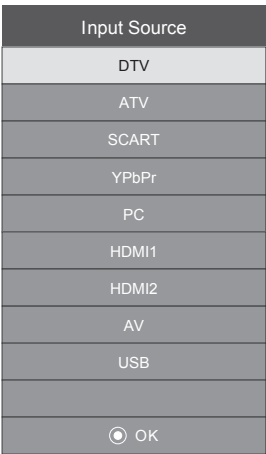 Input Source
DTV
ATV
SCART
YPbPr
PC
HDMI1
HDMI2
AV
USB
OK